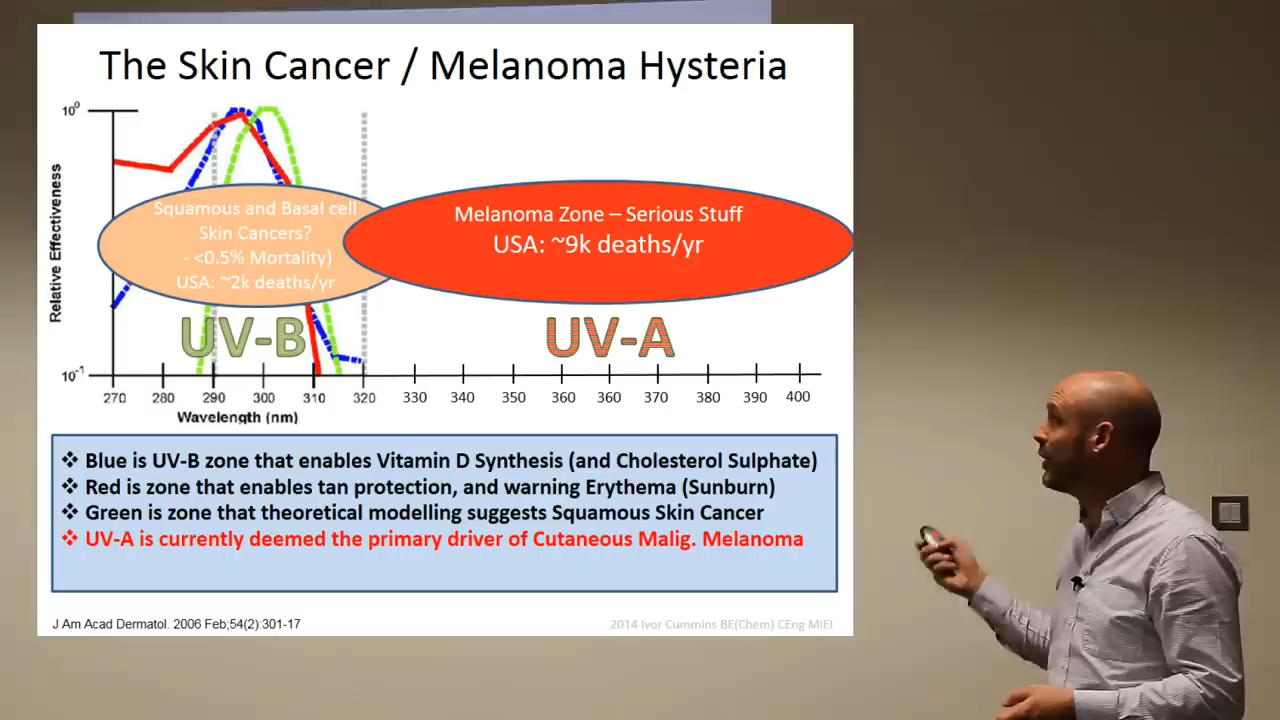 The Skin Cancer / Melanoma Hysteria
10⁰
Relative Effectiveness
Squamous and Basal cell
Skin Cancers?
- <0.5% Mortality)
USA: ~2k deaths/yr
Melanoma Zone – Serious Stuff
USA: ~9k deaths/yr
UV-B
UV-A
10⁻¹
270 280 290 300 310 320 330 340 350 360 360 370 380 390 400
Wavelength (nm)
❖ Blue is UV-B zone that enables Vitamin D Synthesis (and Cholesterol Sulphate)
❖ Red is zone that enables tan protection, and warning Erythema (Sunburn)
❖ Green is zone that theoretical modelling suggests Squamous Skin Cancer
❖ UV-A is currently deemed the primary driver of Cutaneous Malig. Melanoma
J Am Acad Dermatol. 2006 Feb;54(2):301-17
2014 Ivor Cummins BE(Chem) CEng MIEI